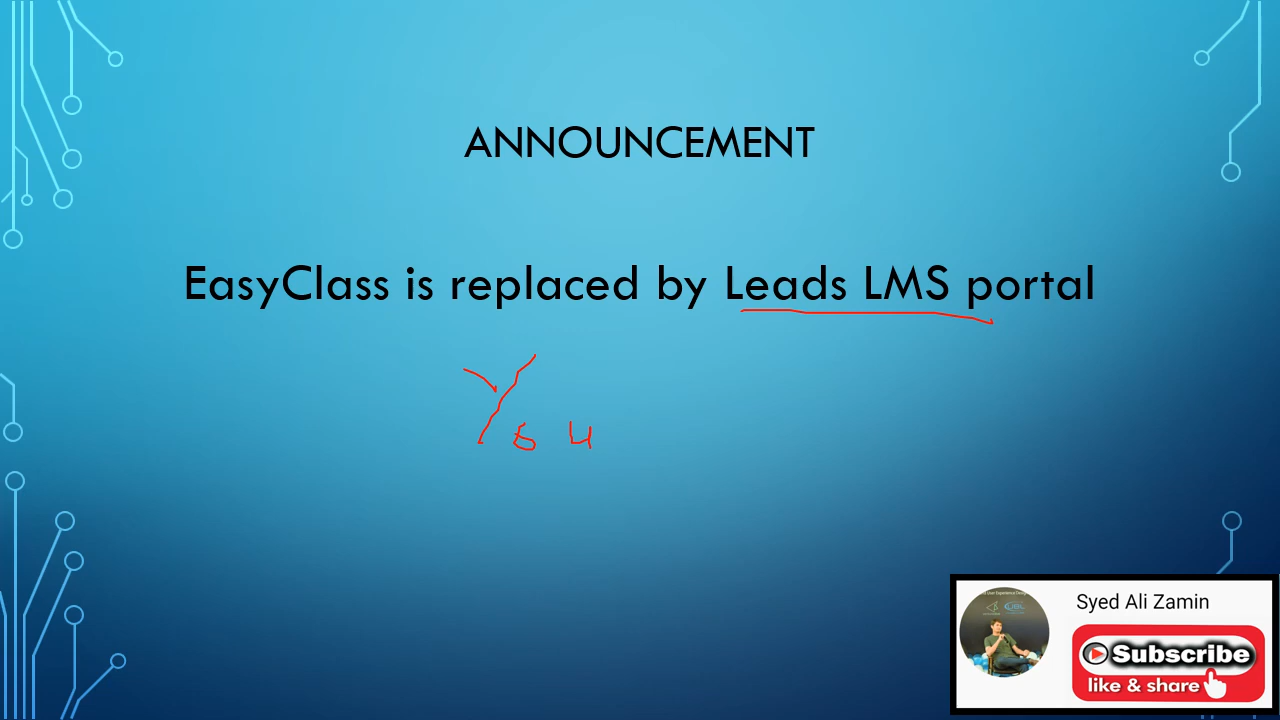 ANNOUNCEMENT
EasyClass is replaced by Leads LMS portal
Syed Ali Zamin
Subscribe
like & share